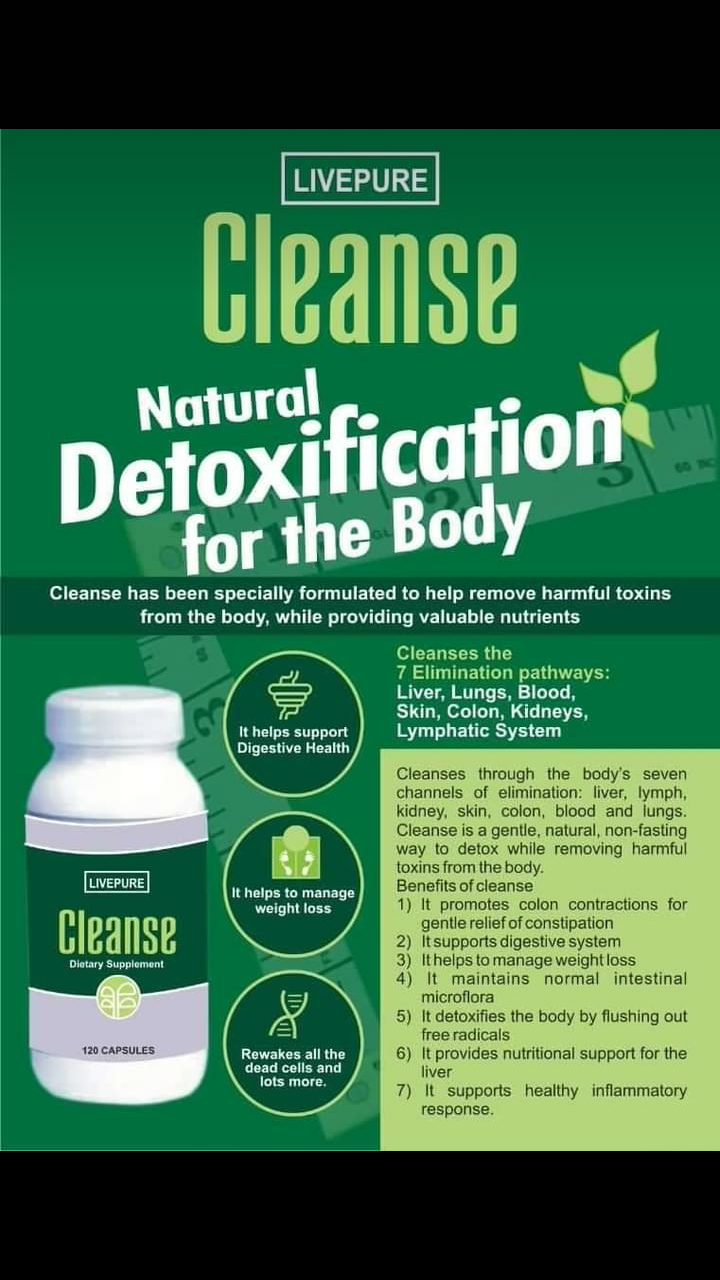 LIVEPURE
Cleanse
Natural
Detoxification
for the Body
Cleanse has been specially formulated to help remove harmful toxins
from the body, while providing valuable nutrients
LIVEPURE
Cleanse
Dietary Supplement
120 CAPSULES
It helps support
Digestive Health
It helps to manage
weight loss
Rewakes all the
dead cells and
lots more.
Cleanses the
7 Elimination pathways:
Liver, Lungs, Blood,
Skin, Colon, Kidneys,
Lymphatic System
Cleanses through the body's seven
channels of elimination: liver, lymph,
kidney, skin, colon, blood and lungs.
Cleanse is a gentle, natural, non-fasting
way to detox while removing harmful
toxins from the body.
Benefits of cleanse
1) It promotes colon contractions for
gentle relief of constipation
2) It supports digestive system
3) It helps to manage weight loss
4) It maintains normal intestinal
microflora
5) It detoxifies the body by flushing out
free radicals
6) It provides nutritional support for the
liver
7) It supports healthy inflammatory
response.